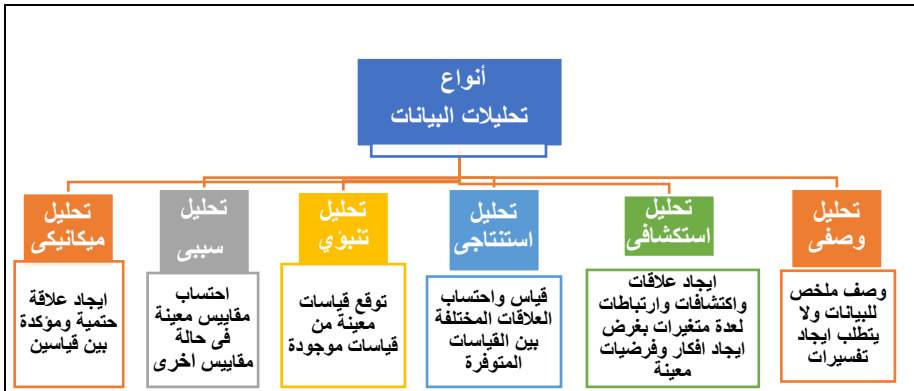 أنواع
تحليلات البيانات
تحليل
وصفى
وصف ملخص
للبيانات ولا
يتطلب ايجاد
تفسيرات
تحليل
استكشافى
ايجاد علاقات
واكتشافات وارتباطات
لعدة متغيرات بغرض
ايجاد افكار وفرضيات
معينة
تحليل
استنتاجى
قياس واحتساب
العلاقات المختلفة
بين القياسات
المتوفرة
تحليل
تنبؤي
توقع قياسات
معينة من
قياسات موجودة
تحليل
سببى
احتساب
مقاييس معينة
فى حالة
مقاييس اخرى
تحليل
ميكانيكى
ايجاد علاقة
حتمية ومؤكدة
بين قياسين